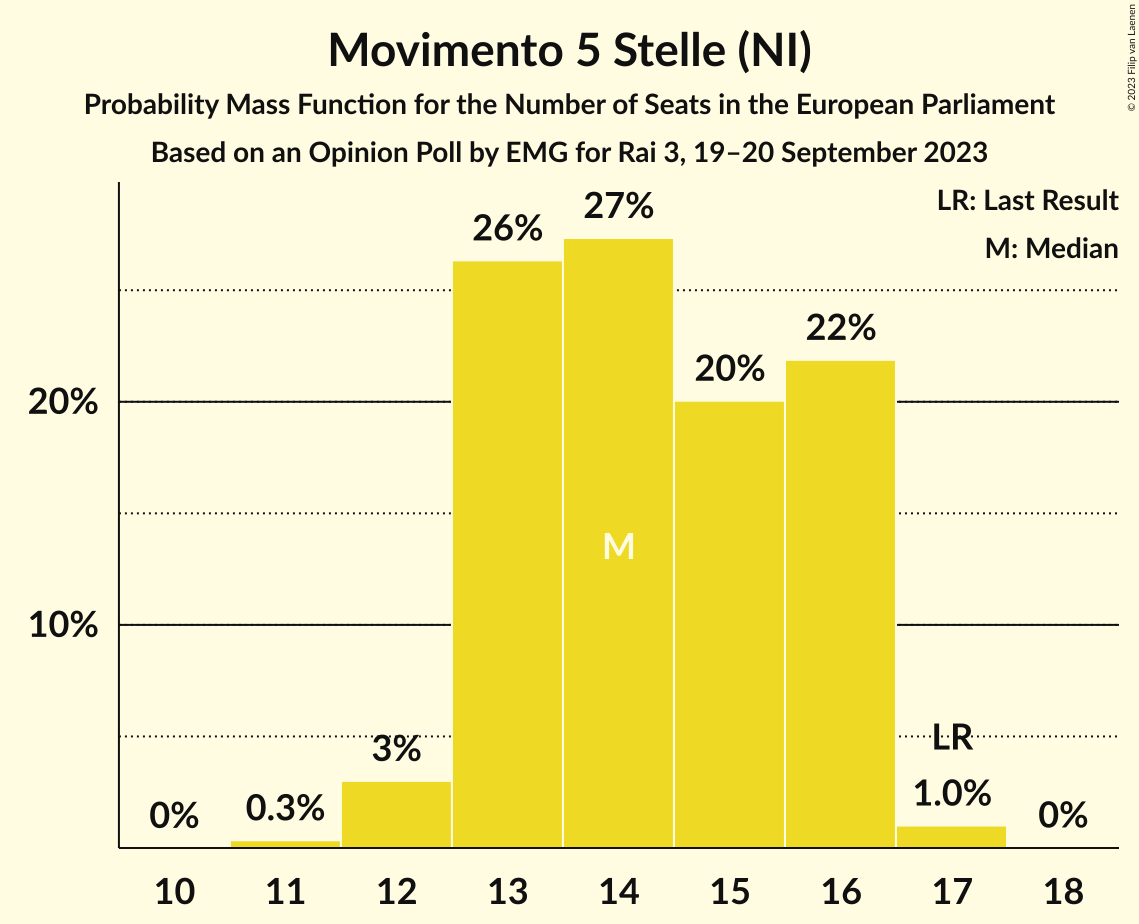 Movimento 5 Stelle (NI)
Probability Mass Function for the Number of Seats in the European Parliament
Based on an Opinion Poll by EMG for Rai 3, 19–20 September 2023
© 2023 Filip van Laenen
LR: Last Result
M: Median
27%
26%
22%
20%
20%
M
10%
LR
3%
1.0%
0.3%
0%
0%
10 11 12 13 14 15 16 17 18